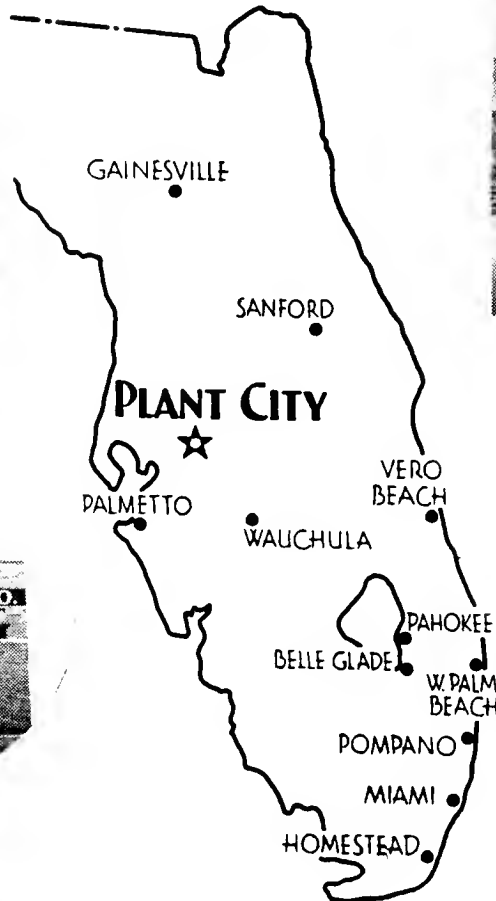 GAINESVILLE
SANFORD
PLANT CITY
PALMETTO
VERO
BEACH
WAUCHULA
O.
PAHOKEE
BELLE GLADE
W. PALM
BEACH
POMPANO
MIAMI
HOMESTEAD